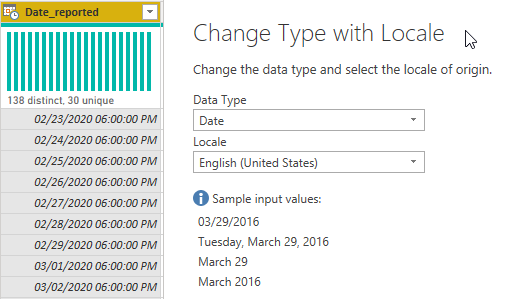 Date_reported
138 distinct, 30 unique
02/23/2020 06:00:00 PM
02/24/2020 06:00:00 PM
02/25/2020 06:00:00 PM
02/26/2020 06:00:00 PM
02/27/2020 06:00:00 PM
02/28/2020 06:00:00 PM
02/29/2020 06:00:00 PM
03/01/2020 06:00:00 PM
03/02/2020 06:00:00 PM
Change Type with Locale
Change the data type and select the locale of origin.
Data Type
Date
Locale
English (United States)
Sample input values:
03/29/2016
Tuesday, March 29, 2016
March 29
March 2016